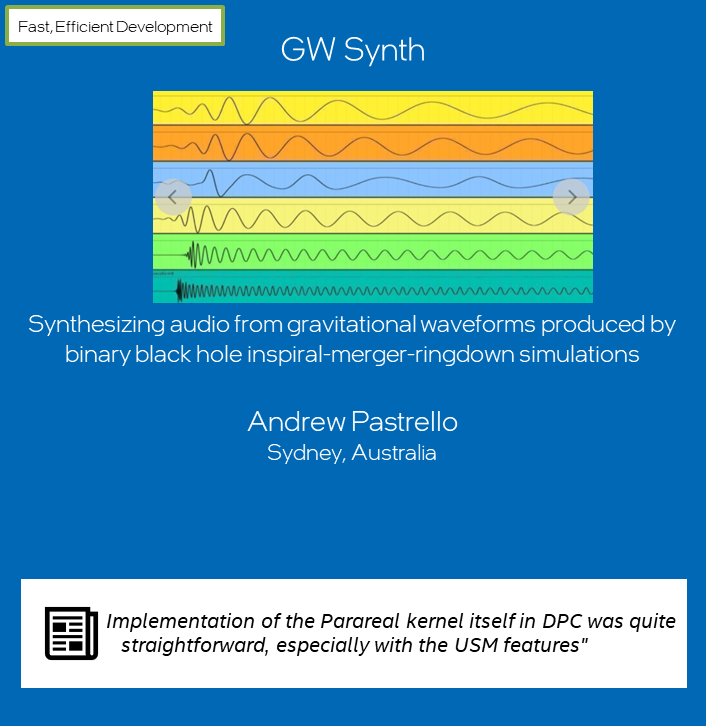 Fast, Efficient Development
GW Synth
Synthesizing audio from gravitational waveforms produced by
binary black hole inspiral-merger-ringdown simulations
Andrew Pastrello
Sydney, Australia
Implementation of the Parareal kernel itself in DPC was quite
straightforward, especially with the USM features"